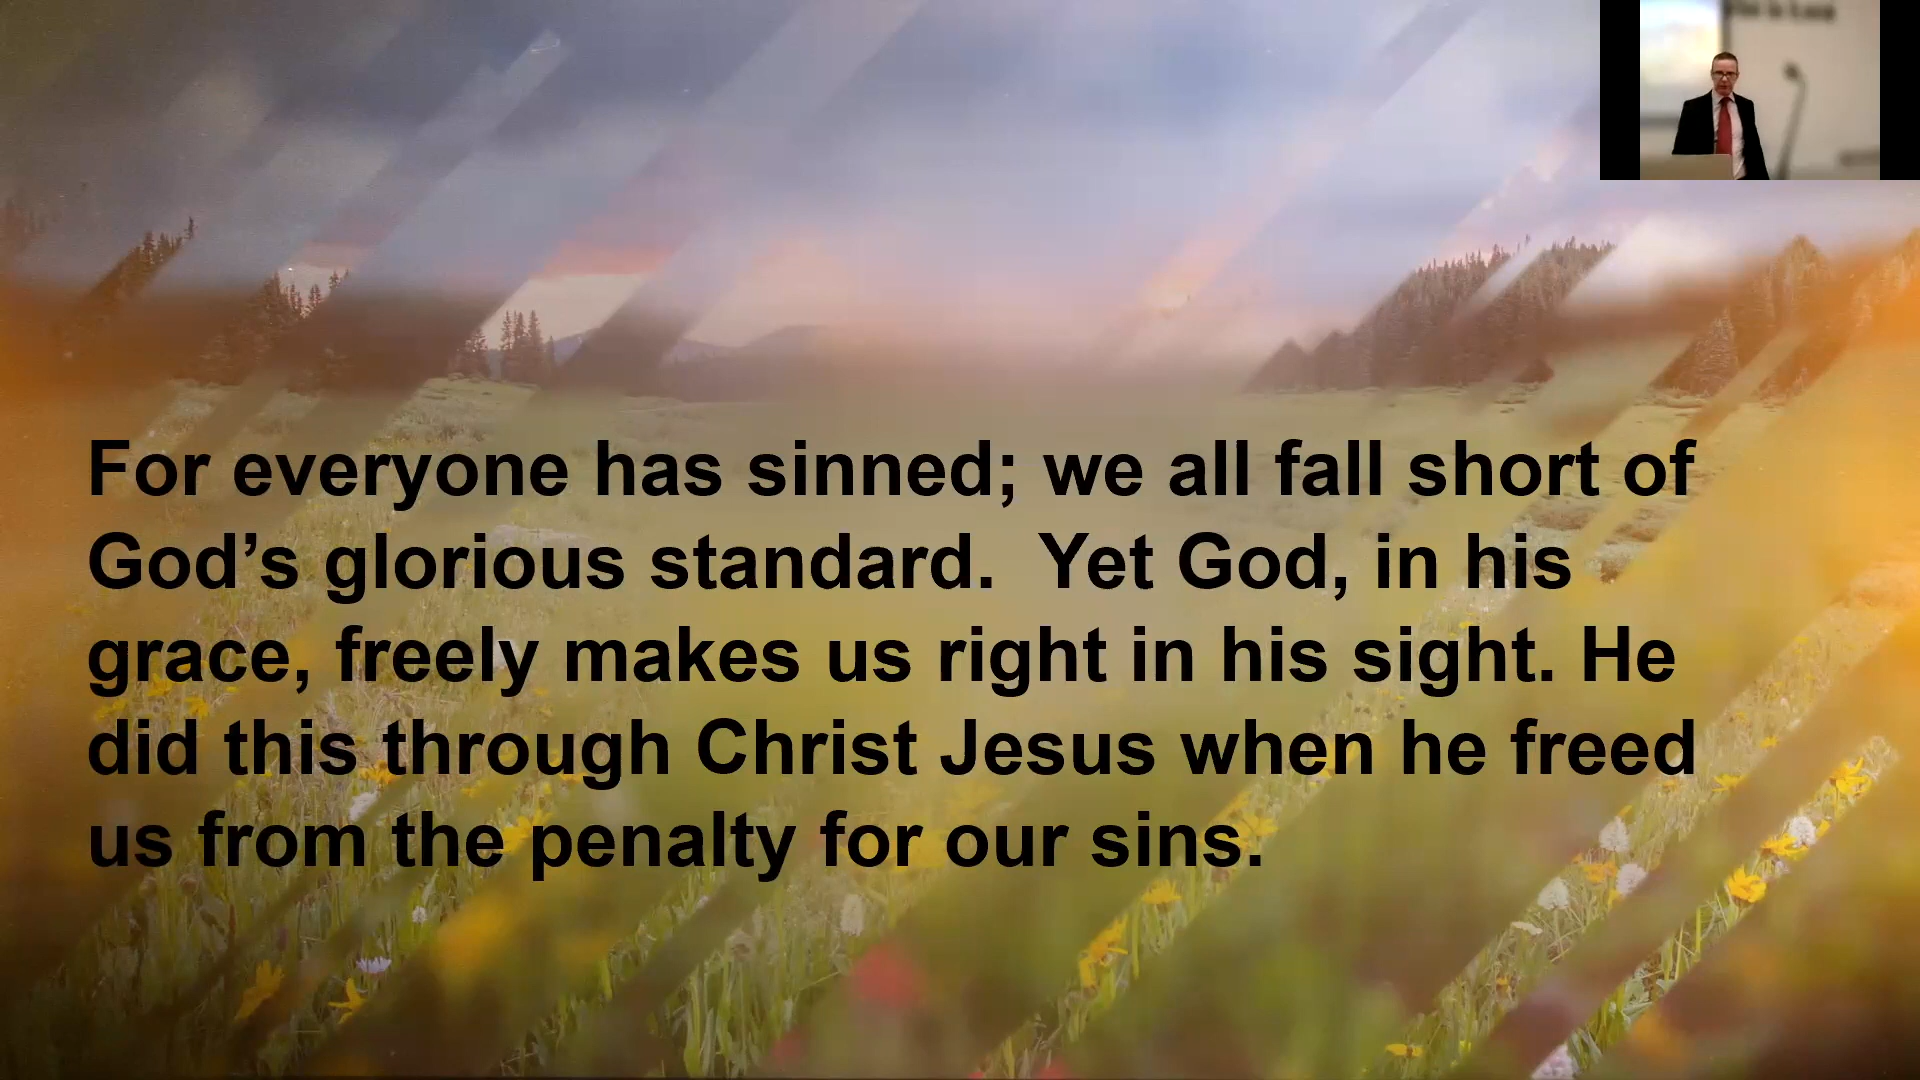 For everyone has sinned; we all fall short of
God’s glorious standard.  Yet God, in his
grace, freely makes us right in his sight. He
did this through Christ Jesus when he freed
us from the penalty for our sins.